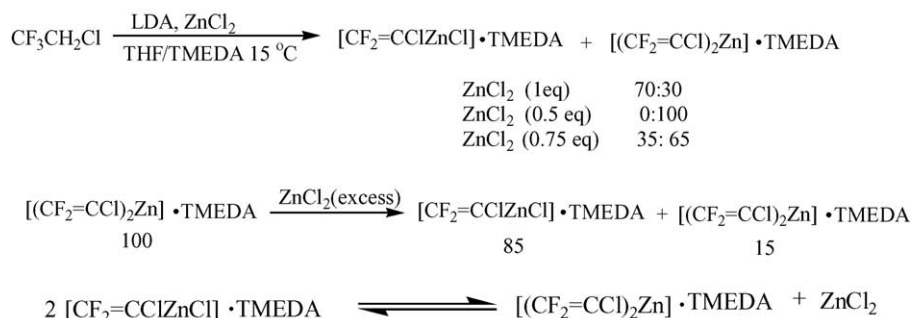 CF₃CH₂Cl LDA, ZnCl₂ THF/TMEDA 15 °C [CF₂=CClZnCl]•TMEDA + [(CF₂=CCl)₂Zn]•TMEDA
ZnCl₂ (1eq) 70:30
ZnCl₂ (0.5 eq) 0:100
ZnCl₂ (0.75 eq) 35: 65
[(CF₂=CCl)₂Zn] •TMEDA ZnCl₂(excess) [CF₂=CClZnCl]•TMEDA + [(CF₂=CCl)₂Zn] •TMEDA
100 85 15
2 [CF₂=CClZnCl] •TMEDA ⇌ [(CF₂=CCl)₂Zn] •TMEDA + ZnCl₂